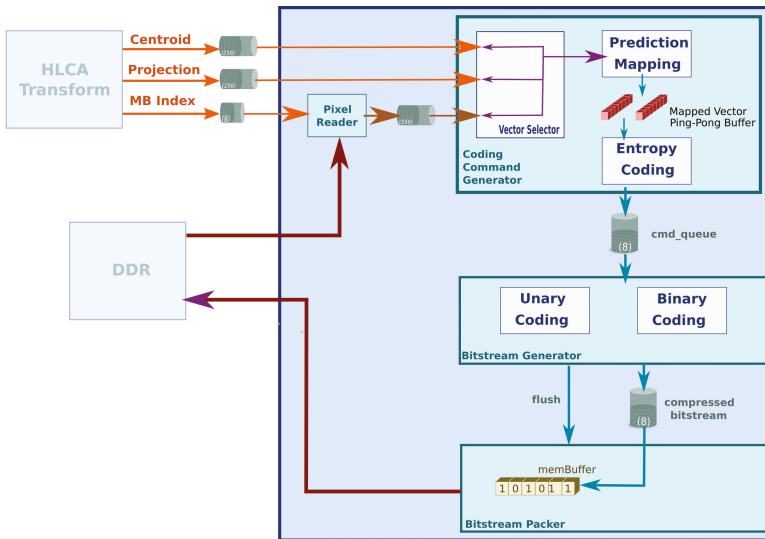 Centroid
(256)
HLCA
Transform
Projection
(256)
MB Index
(8)
Pixel
Reader
(256)
Vector Selector
Prediction
Mapping
Mapped Vector
Ping-Pong Buffer
Coding
Command
Generator
Entropy
Coding
cmd_queue
(8)
DDR
Unary
Coding
Binary
Coding
Bitstream Generator
flush
compressed
bitstream
(8)
memBuffer
1 0 1 0 1 1 1
Bitstream Packer